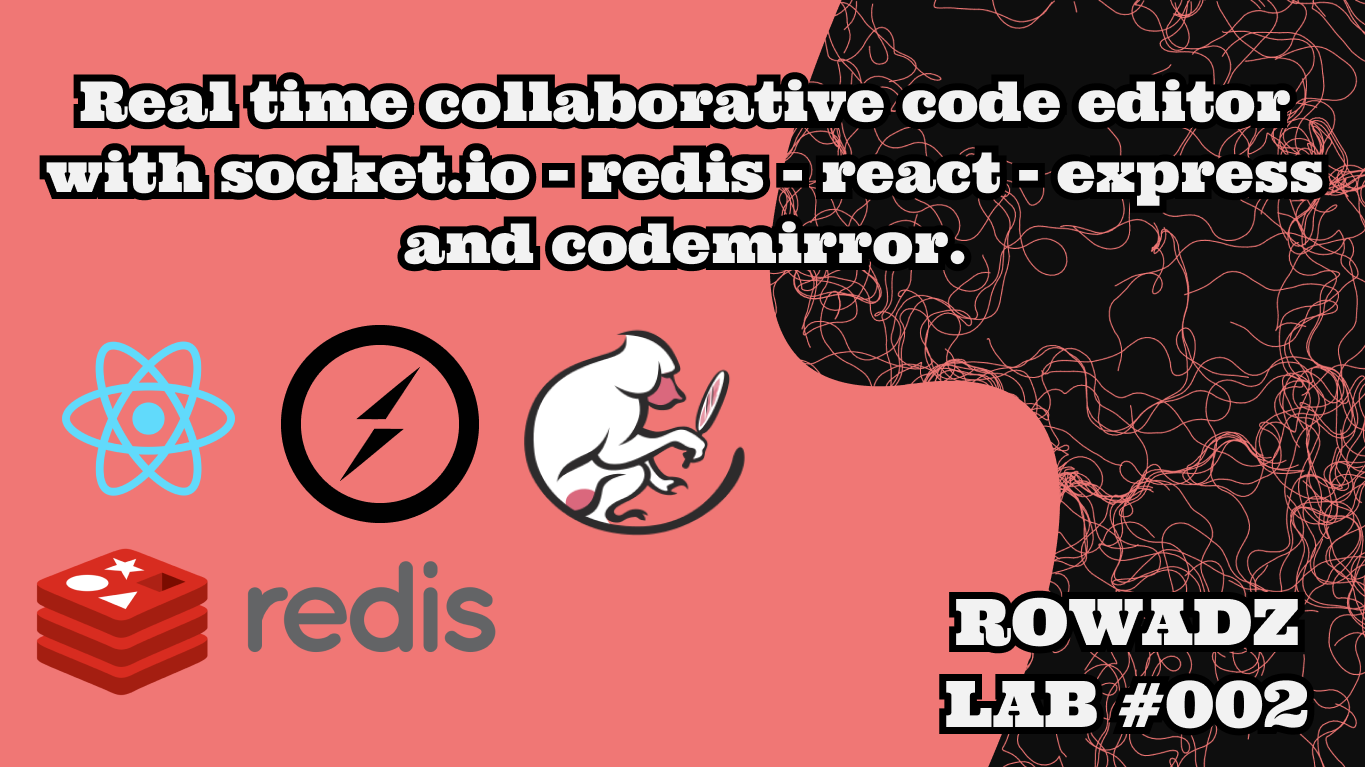 Real time collaborative code editor
with socket.io - redis - react - express
and codemirror.
redis
ROWADZ
LAB #002